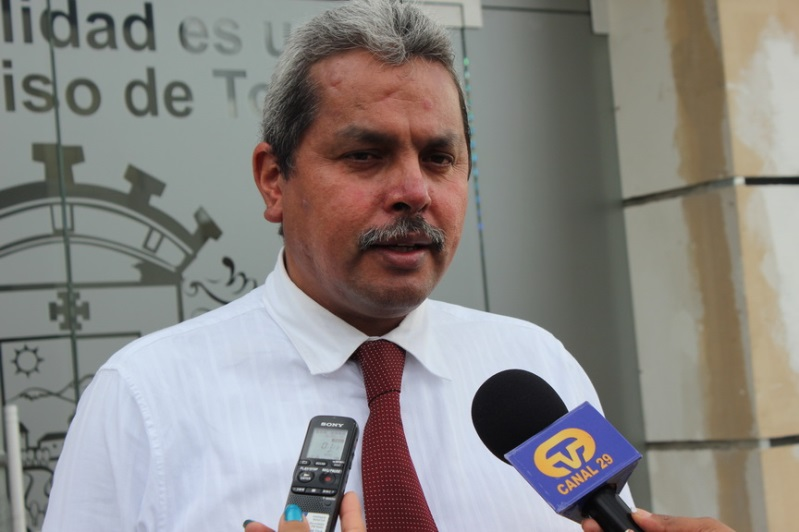 lidad es u
iso de To
SONY
CANAL 29